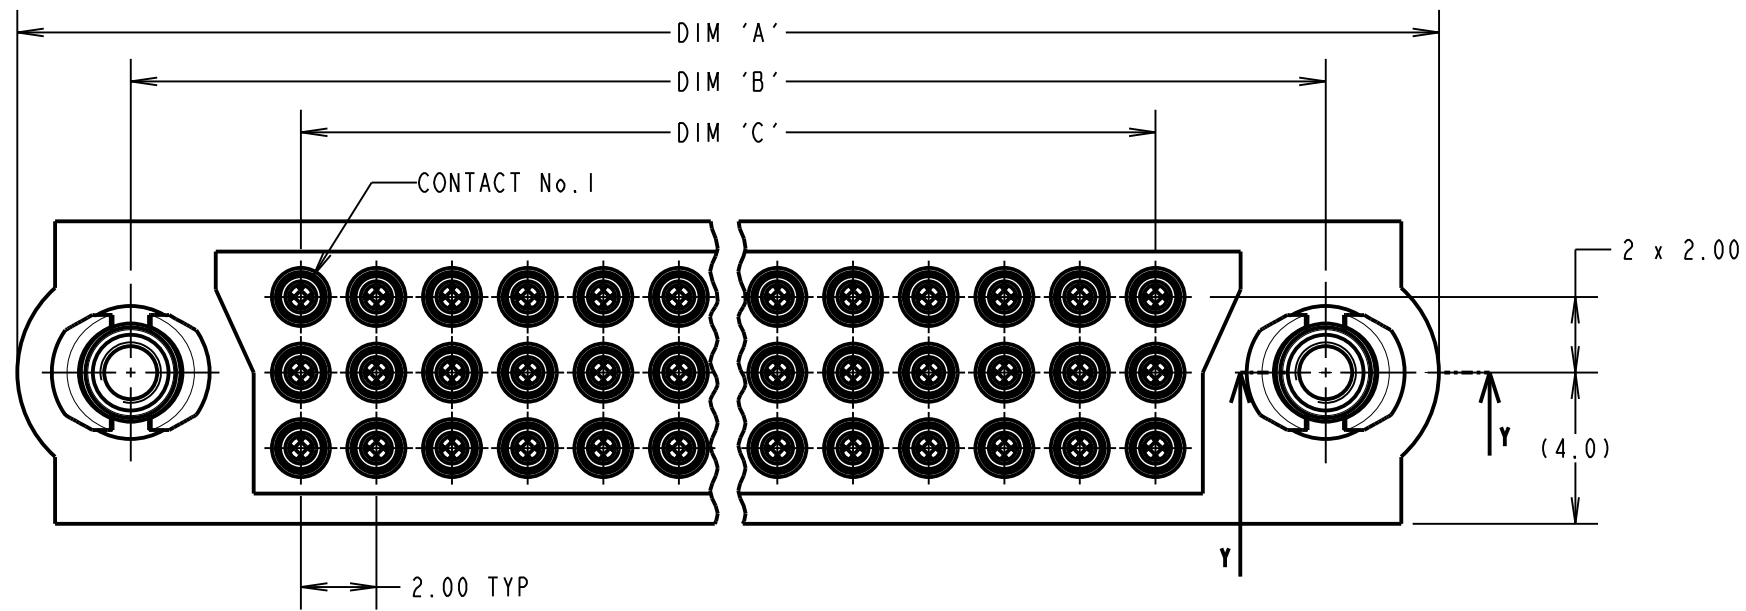 DIM 'A'
DIM 'B'
DIM 'C'
CONTACT No.1
2 x 2.00
Y
(4.0)
Y
2.00 TYP